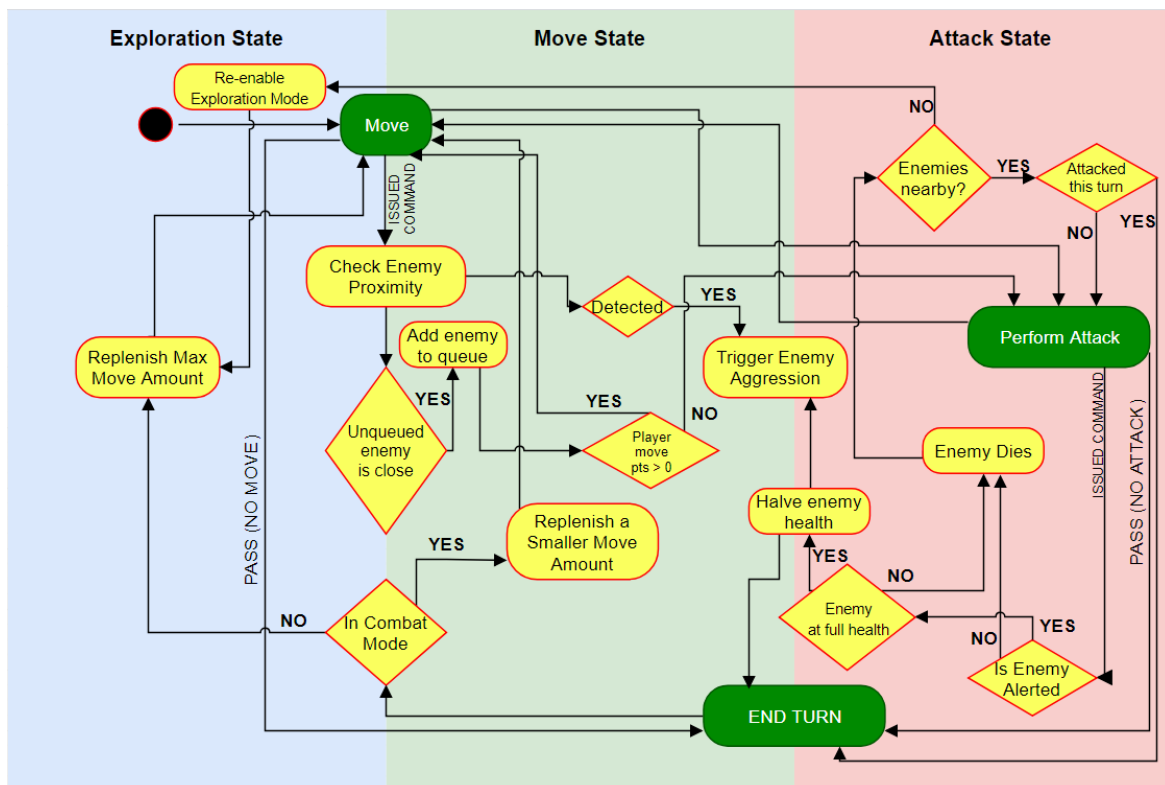 Exploration State
Move State
Attack State
Re-enable
Exploration Mode
Move
NO
Enemies
nearby?
YES
Attacked
this turn
NO
YES
ISSUED
COMMAND
Check Enemy
Proximity
Detected
YES
Perform Attack
Replenish Max
Move Amount
Add enemy
to queue
Trigger Enemy
Aggression
YES
Unqueued
enemy
is close
YES
NO
Player
move
pts > 0
Enemy Dies
ISSUED COMMAND
PASS (NO ATTACK)
PASS (NO MOVE)
Halve enemy
health
Replenish a
Smaller Move
Amount
YES
YES
NO
Enemy
at full health
NO
In Combat
Mode
YES
NO
Is Enemy
Alerted
END TURN